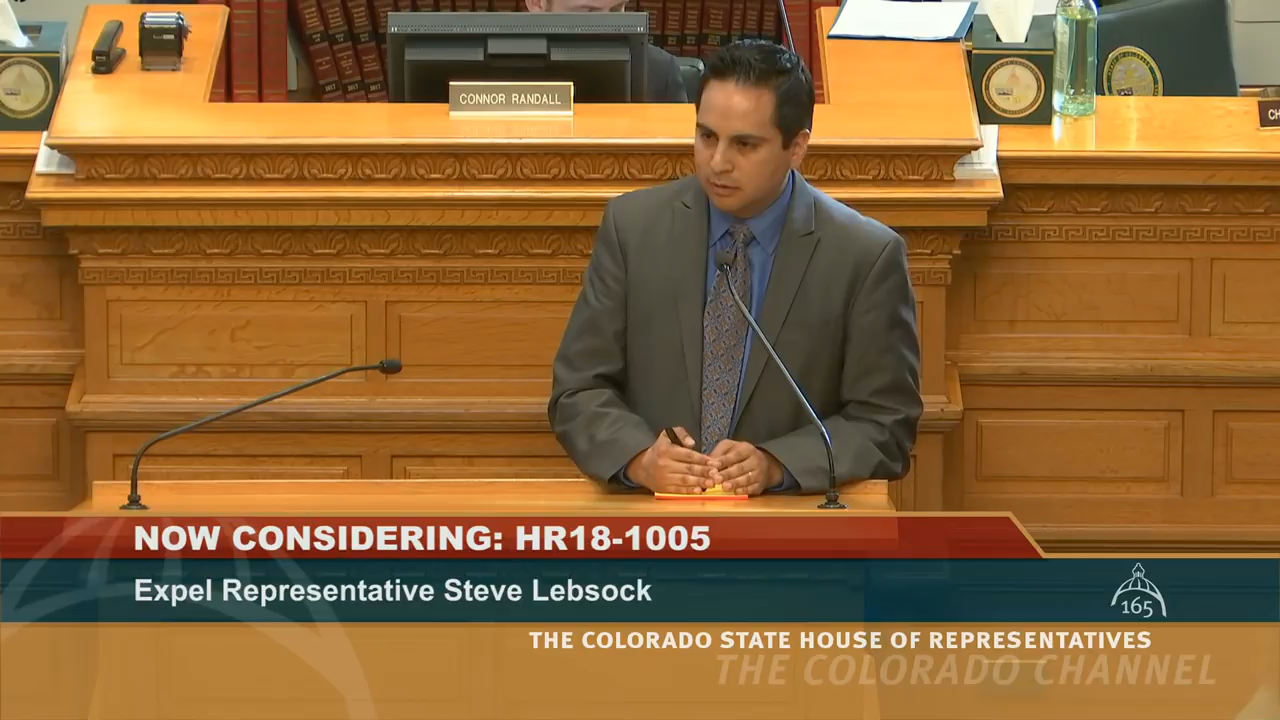 CONNOR RANDALL
CH
NOW CONSIDERING: HR18-1005
Expel Representative Steve Lebsock
165
THE COLORADO STATE HOUSE OF REPRESENTATIVES
THE COLORADO CHANNEL